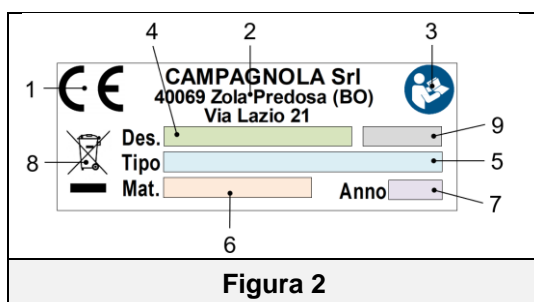 4 2 3
1 CE CAMPAGNOLA Srl
40069 Zola Predosa (BO)
Via Lazio 21
Des. 9
8 Tipo 5
Mat. Anno 7
6
Figura 2